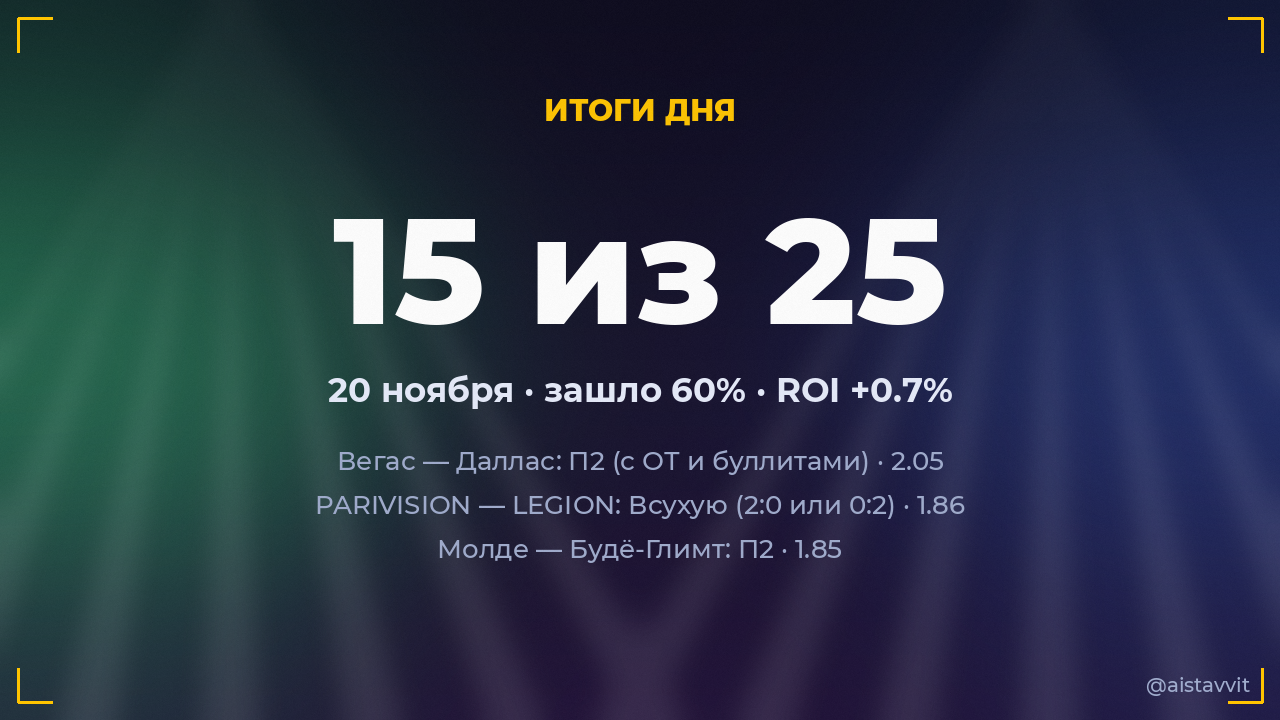 ИТОГИ ДНЯ
15 из 25
20 ноября · зашло 60% · ROI +0.7%
Вегас — Даллас: П2 (с ОТ и буллитами) · 2.05
PARIVISION — LEGION: Всухую (2:0 или 0:2) · 1.86
Молде — Будё-Глимт: П2 · 1.85
@aistavvit